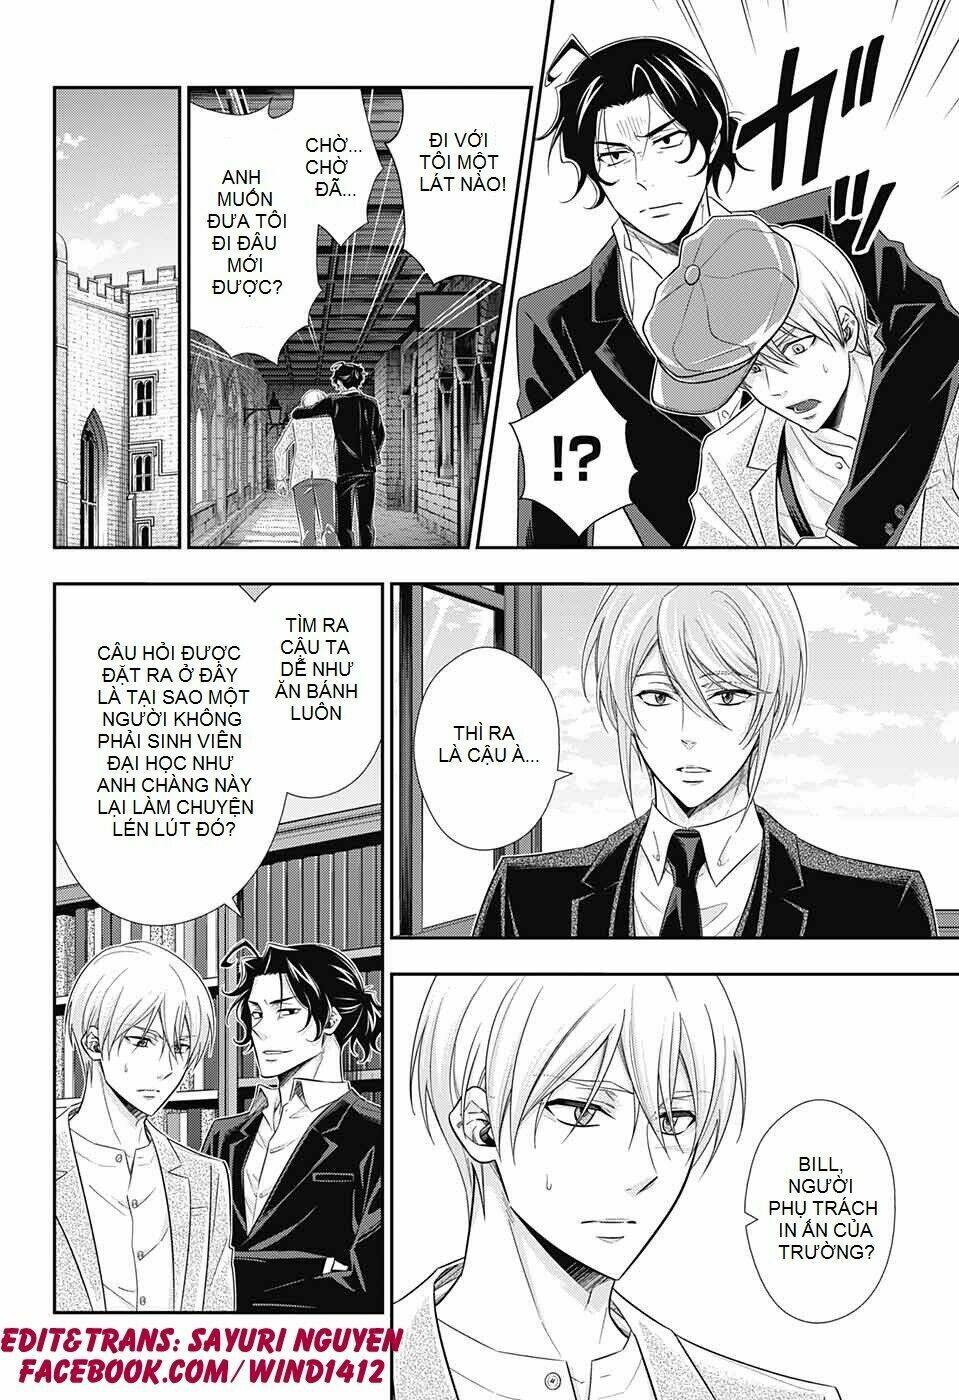 ガッ
!?
ĐI VỚI
TÔI MỘT
LÁT NÀO!
CHỜ...
CHỜ
ĐÃ...
ANH
MUỐN
ĐƯA TÔI
ĐI ĐÂU
MỚI
ĐƯỢC?
THÌ RA
LÀ CẬU À...
TÌM RA
CẬU TA
DỄ NHƯ
ĂN BÁNH
LUÔN
CÂU HỎI ĐƯỢC
ĐẶT RA Ở ĐÂY
LÀ TẠI SAO MỘT
NGƯỜI KHÔNG
PHẢI SINH VIÊN
ĐẠI HỌC NHƯ
ANH CHÀNG NÀY
LẠI LÀM CHUYỆN
LÉN LÚT ĐÓ?
BILL,
NGƯỜI
PHỤ TRÁCH
IN ẤN CỦA
TRƯỜNG?
EDIT&TRANS: SAYURI NGUYEN
FACEBOOK.COM/WIND1412